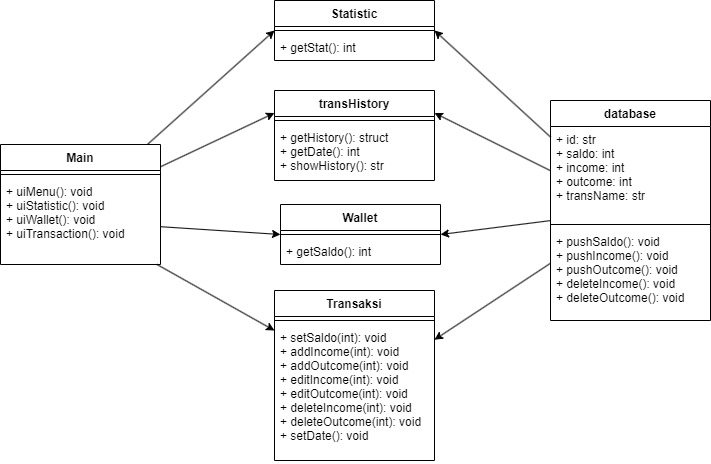 Statistic
+ getStat(): int
transHistory
+ getHistory(): struct
+ getDate(): int
+ showHistory(): str
database
+ id: str
+ saldo: int
+ income: int
+ outcome: int
+ transName: str
+ pushSaldo(): void
+ pushIncome(): void
+ pushOutcome(): void
+ deleteIncome(): void
+ deleteOutcome(): void
Main
+ uiMenu(): void
+ uiStatistic(): void
+ uiWallet(): void
+ uiTransaction(): void
Wallet
+ getSaldo(): int
Transaksi
+ setSaldo(int): void
+ addIncome(int): void
+ addOutcome(int): void
+ editIncome(int): void
+ editOutcome(int): void
+ deleteIncome(int): void
+ deleteOutcome(int): void
+ setDate(): void